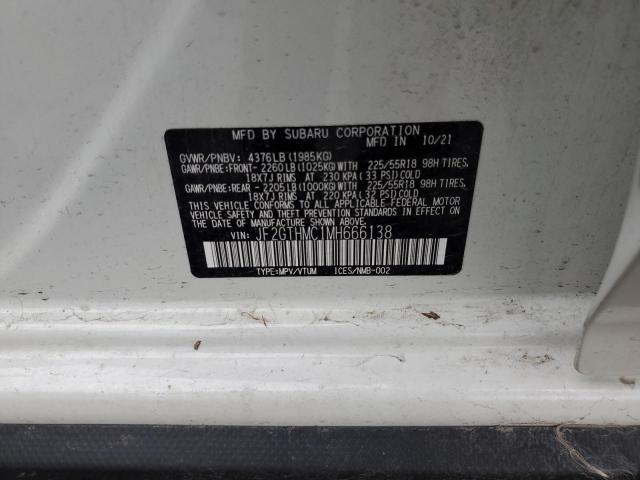 MFD BY SUBARU CORPORATION
MFD IN 10/21
GVWR/PNBV: 4376LB(1985KG)
GAWR/PNBE:FRONT-2260LB(1025KG)WITH 225/55R18 98H TIRES,
18X7J RIMS AT 230 KPA(33 PSI)COLD
GAWR/PNBE:REAR -2205LB(1000KG)WITH 225/55R18 98H TIRES,
18X7J RIMS AT 220 KPA(32 PSI)COLD
THIS VEHICLE CONFORMS TO ALL APPLICABLE FEDERAL MOTOR
VEHICLE SAFETY AND THEFT PREVENTION STANDARDS IN EFFECT ON THE
DATE OF MANUFACTURE SHOWN ABOVE.
VIN: JF2GTHMC1MH666138
TYPE:MPV/VTUM ICES/NMB-002